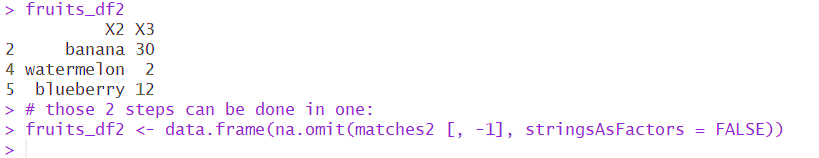 > fruits_df2
          X2 X3
2     banana 30
4 watermelon  2
5  blueberry 12
> # those 2 steps can be done in one:
> fruits_df2 <- data.frame(na.omit(matches2 [, -1], stringsAsFactors = FALSE))
>